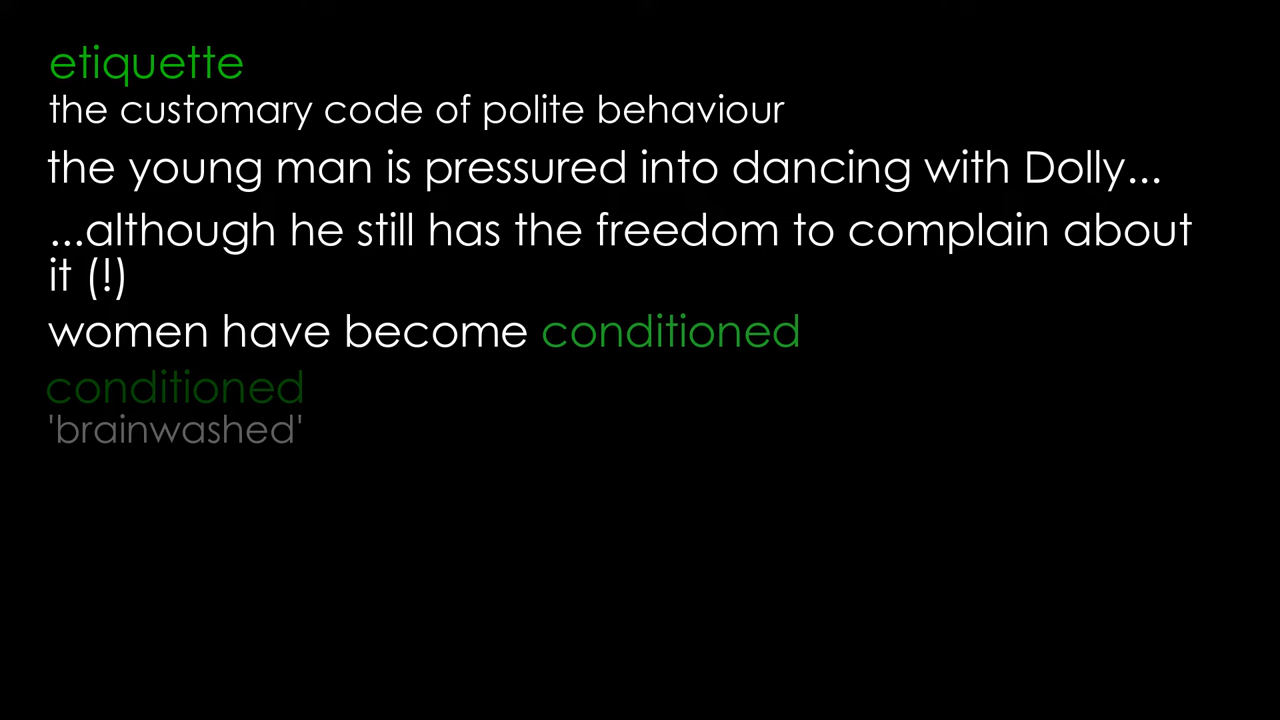 etiquette
the customary code of polite behaviour
the young man is pressured into dancing with Dolly...
...although he still has the freedom to complain about
it (!)
women have become conditioned
conditioned
'brainwashed'